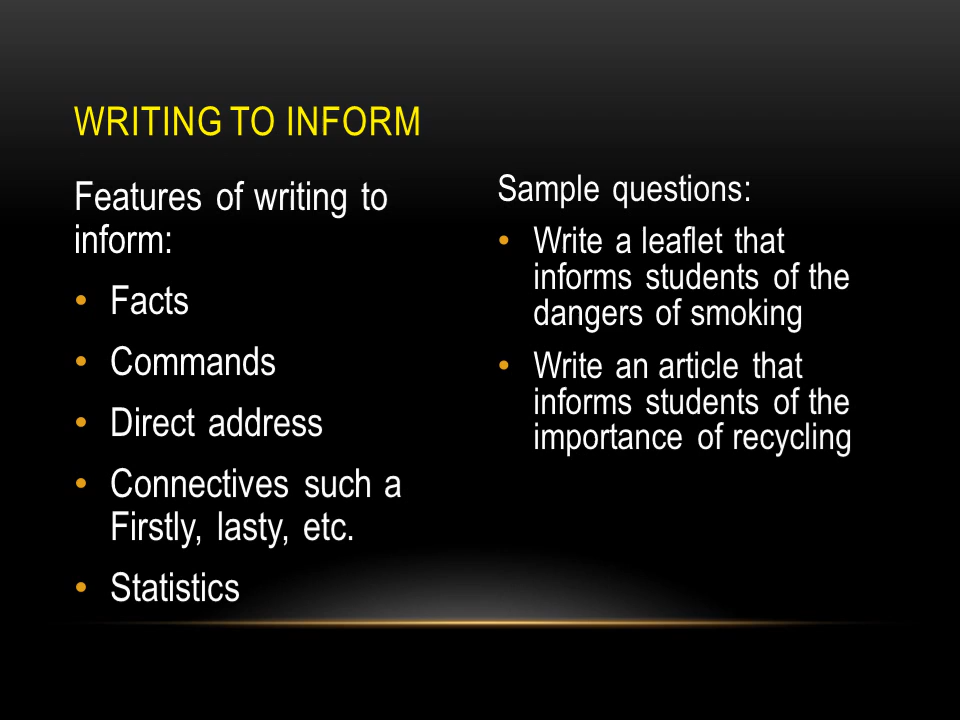 WRITING TO INFORM
Features of writing to
inform:
• Facts
• Commands
• Direct address
• Connectives such a
Firstly, lasty, etc.
• Statistics
Sample questions:
• Write a leaflet that
informs students of the
dangers of smoking
• Write an article that
informs students of the
importance of recycling